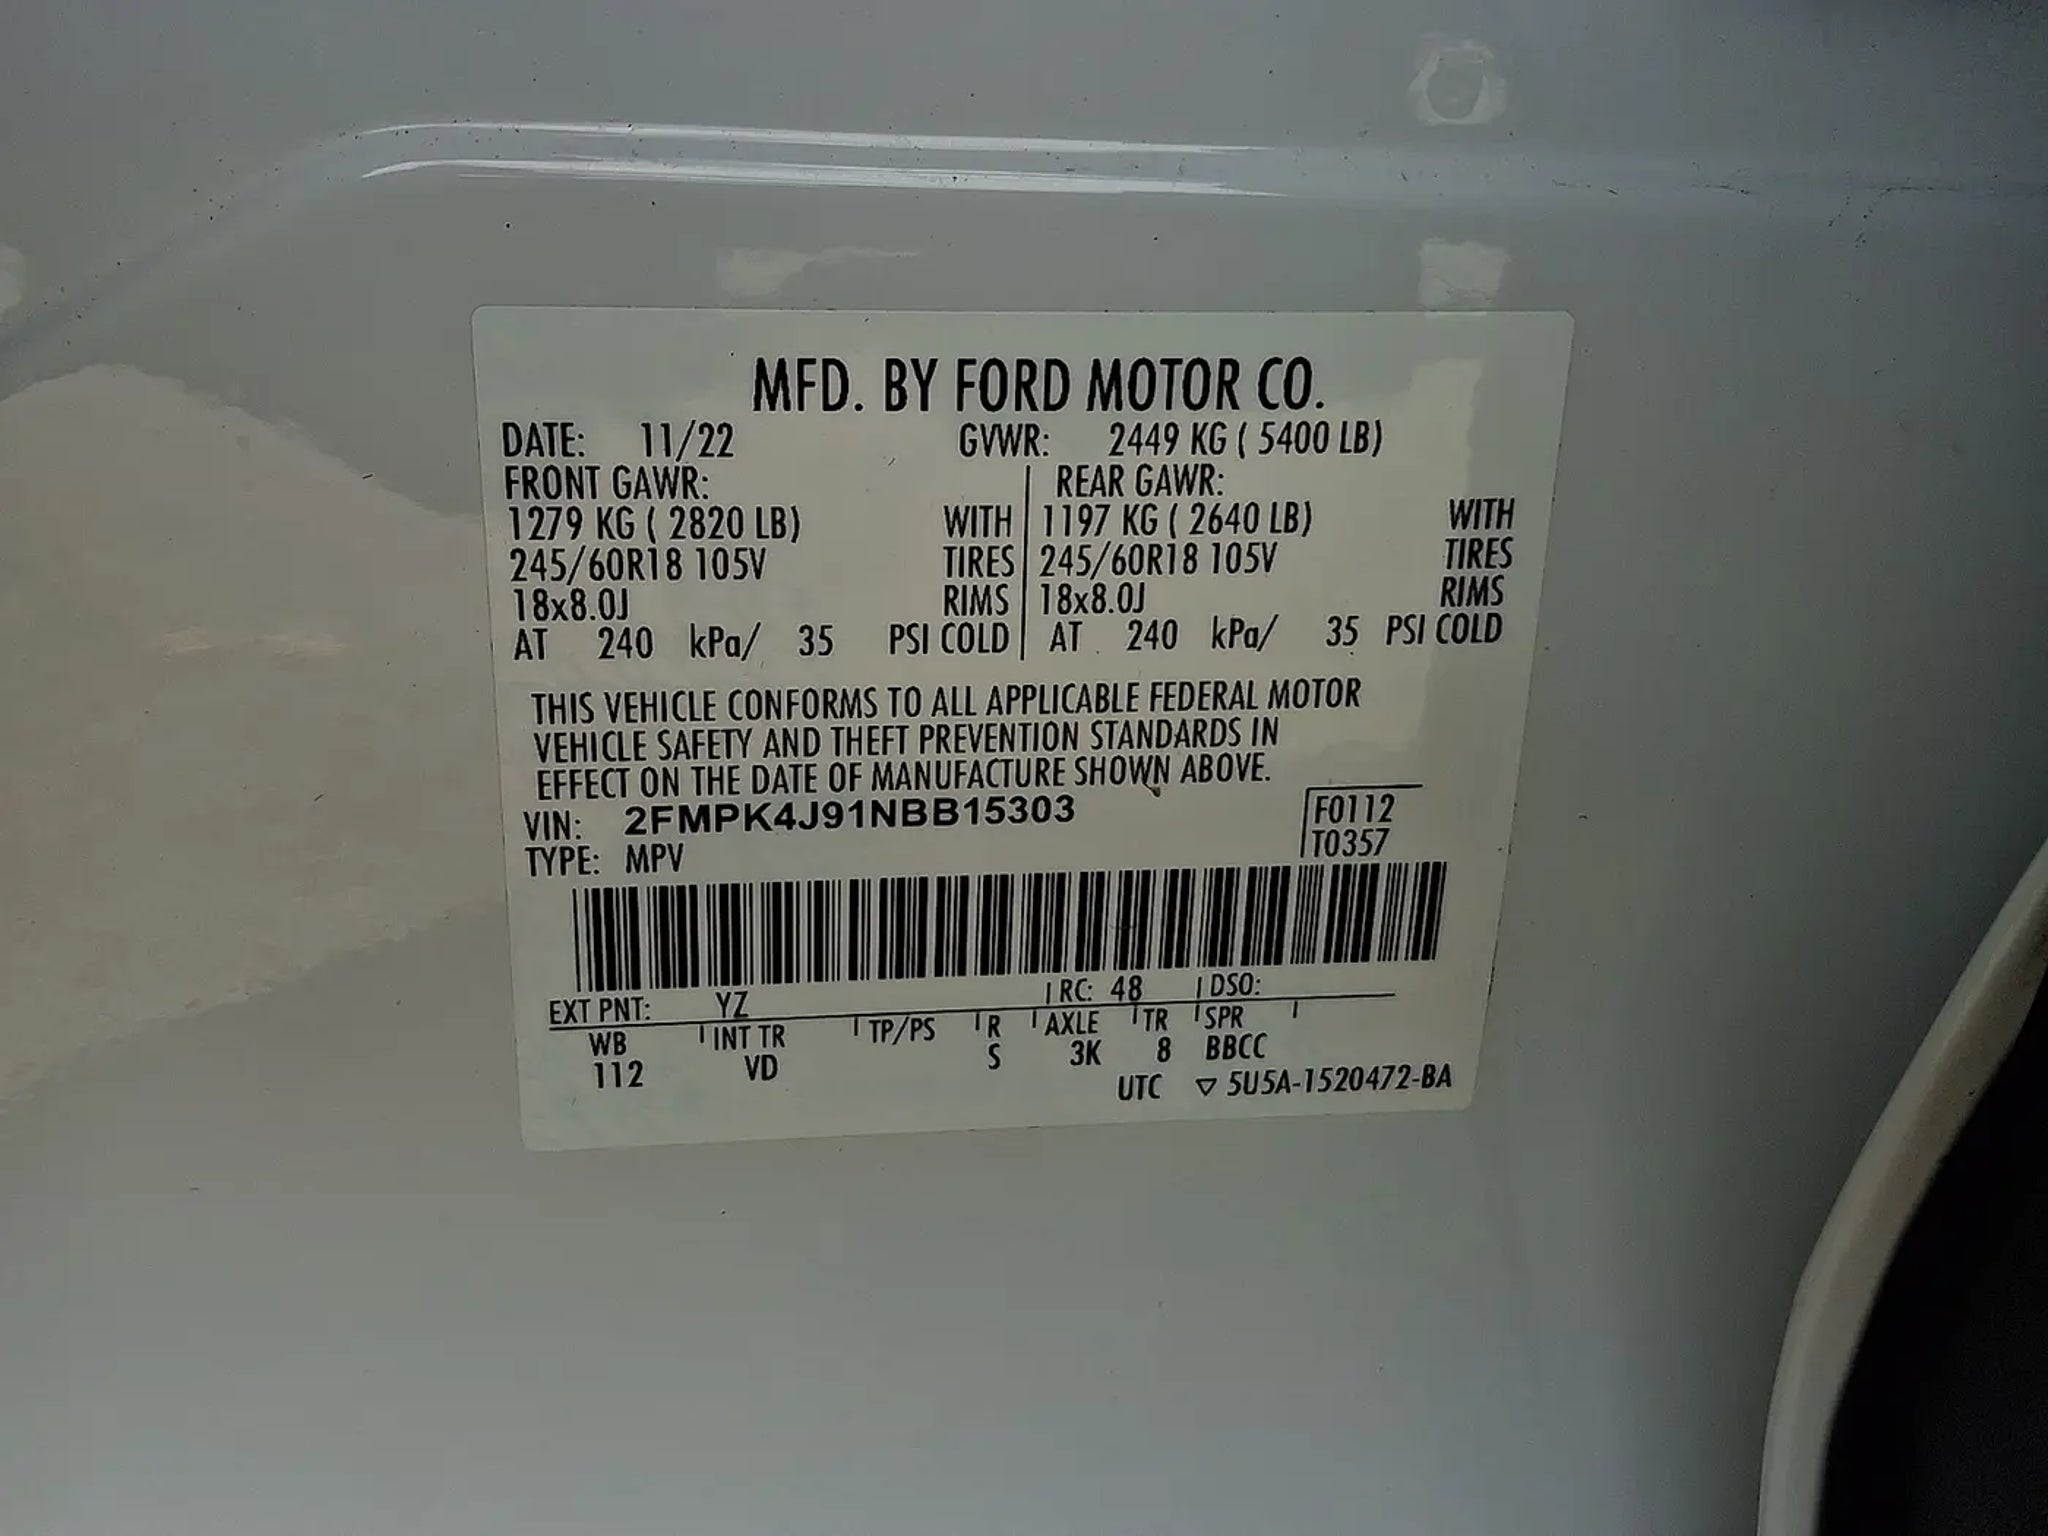 MFD. BY FORD MOTOR CO.
DATE: 11/22 GVWR: 2449 KG ( 5400 LB)
FRONT GAWR: REAR GAWR:
1279 KG ( 2820 LB) WITH 1197 KG ( 2640 LB) WITH
245/60R18 105V TIRES 245/60R18 105V TIRES
18x8.0J RIMS 18x8.0J RIMS
AT 240 kPa/ 35 PSI COLD AT 240 kPa/ 35 PSI COLD
THIS VEHICLE CONFORMS TO ALL APPLICABLE FEDERAL MOTOR
VEHICLE SAFETY AND THEFT PREVENTION STANDARDS IN
EFFECT ON THE DATE OF MANUFACTURE SHOWN ABOVE.
VIN: 2FMPK4J91NBB15303 F0112
TYPE: MPV T0357
EXT PNT: YZ RC: 48 DSO:
WB INT TR TP/PS R AXLE TR SPR
112 VD S 3K 8 BBCC
UTC ▽ 5U5A-1520472-BA